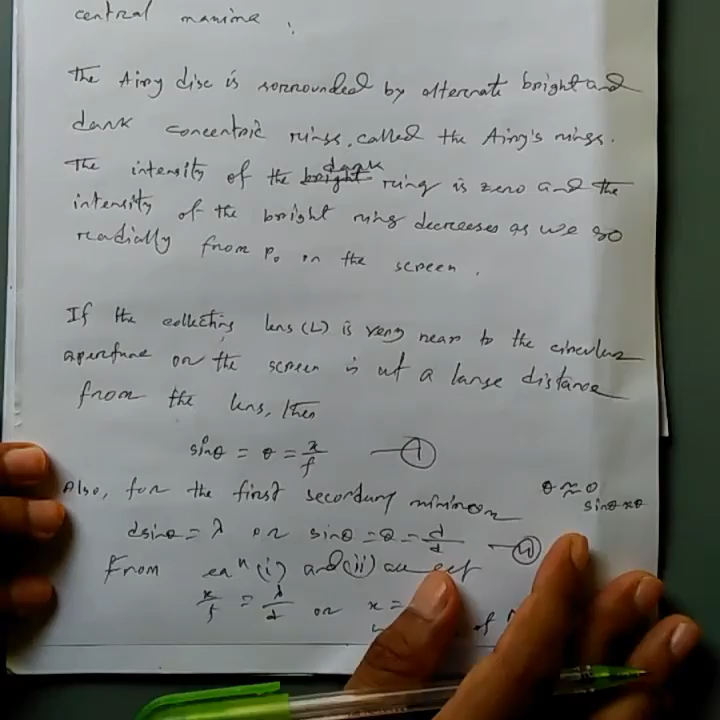 central maxima .
The Airy disc is sorrounded by alternate bright and
dark concentric rings, called the Airy's rings.
The intensity of the bright dark ring is zero and the
intensity of the bright ring decreases as we go
radially from P₀ on the screen .
If the collecting lens (L) is very near to the circular
aperture or the screen is at a large distance
from the lens, then
sinθ = θ = x/f — (i)
Also, for the first secondary minimum
θ ≈ 0
sinθ ≈ θ
dsinθ = λ or sinθ = θ = d/d — (ii)
From eqⁿ (i) and (ii) we get
x/f = λ/d or x =
of